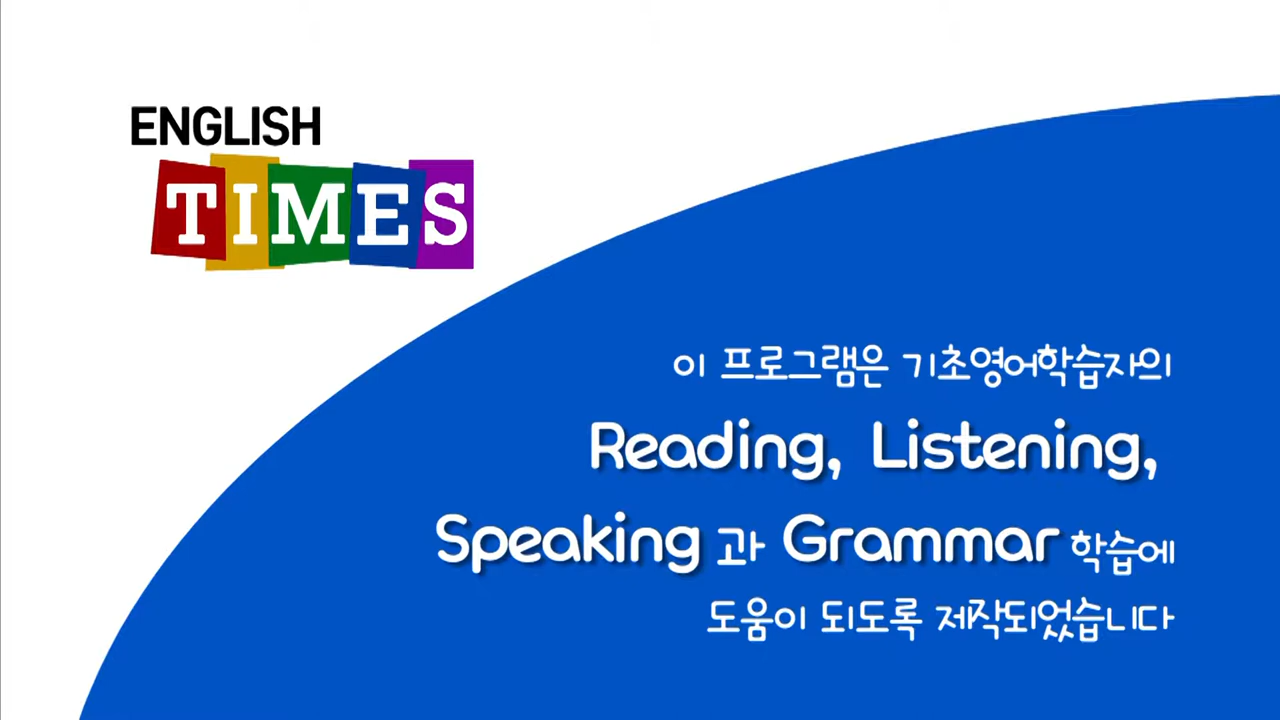 ENGLISH
TIMES
이 프로그램은 기초영어학습자의
Reading, Listening,
Speaking 과 Grammar 학습에
도움이 되도록 제작되었습니다